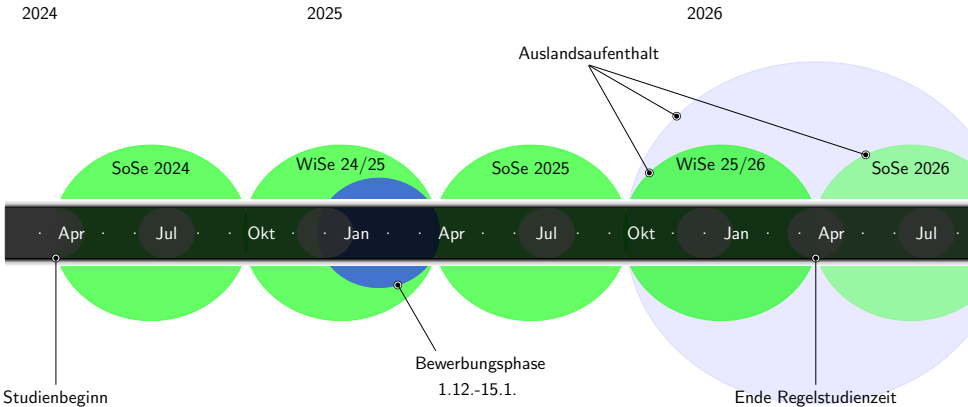 2024 2025 2026
Auslandsaufenthalt
SoSe 2024 WiSe 24/25 SoSe 2025 WiSe 25/26 SoSe 2026
Apr Jul Okt Jan Apr Jul Okt Jan Apr Jul
Bewerbungsphase
1.12.-15.1.
Studienbeginn Ende Regelstudienzeit